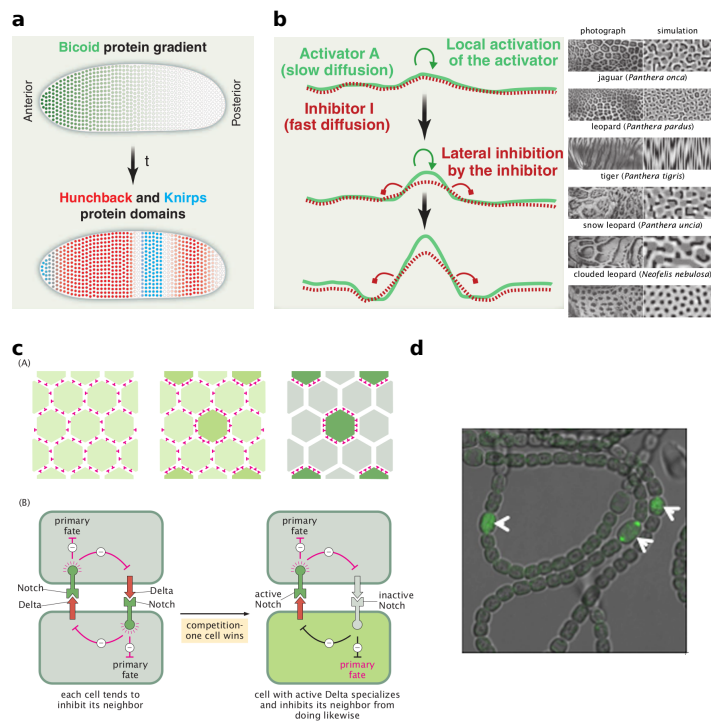 a
Bicoid protein gradient
Anterior
Posterior
t
Hunchback and Knirps
protein domains
b
Activator A
(slow diffusion)
Local activation
of the activator
Inhibitor I
(fast diffusion)
Lateral inhibition
by the inhibitor
photograph simulation
jaguar (Panthera onca)
leopard (Panthera pardus)
tiger (Panthera tigris)
snow leopard (Panthera uncia)
clouded leopard (Neofelis nebulosa)
c
(A)
(B)
primary
fate
Notch
Delta
Delta
Notch
primary
fate
each cell tends to
inhibit its neighbor
competition–
one cell wins
primary
fate
active
Notch
inactive
Notch
primary
fate
cell with active Delta specializes
and inhibits its neighbor from
doing likewise
d